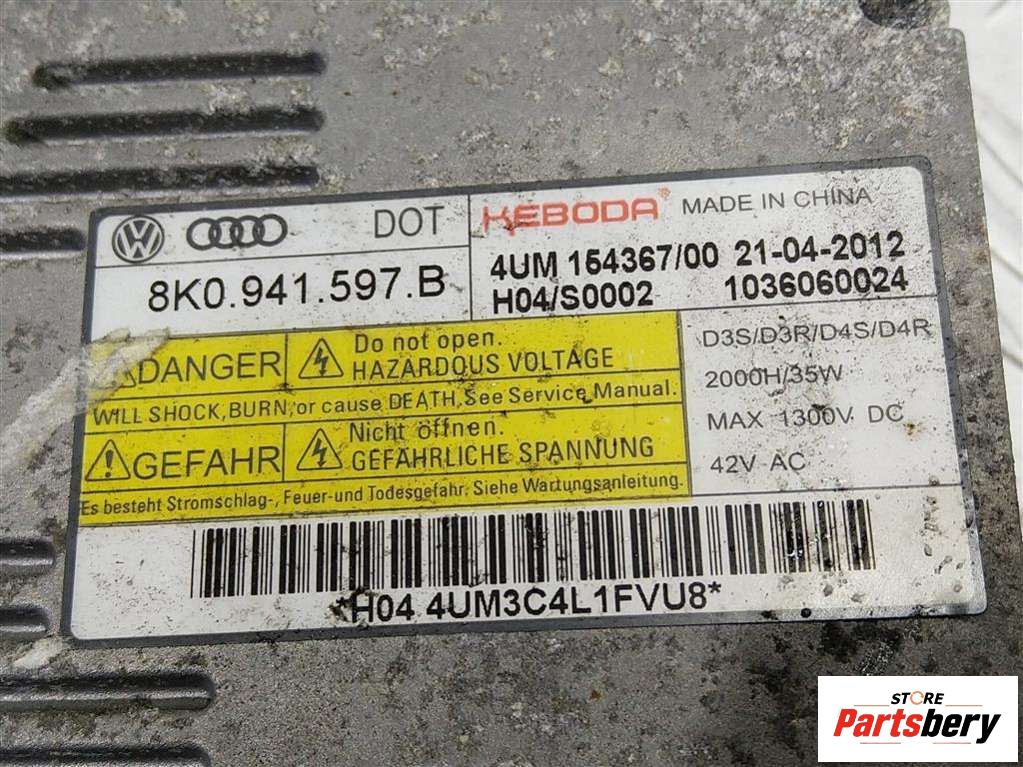 DOT
KEBODA
MADE IN CHINA
8K0.941.597.B
4UM 154367/00 21-04-2012
H04/S0002 1036060024
DANGER
Do not open.
HAZARDOUS VOLTAGE
WILL SHOCK, BURN, or cause DEATH, See Service Manual.
GEFAHR
Nicht öffnen.
GEFÄHRLICHE SPANNUNG
Es besteht Stromschlag-, Feuer-und Todesgefahr. Siehe Wartungsanleitung.
D3S/D3R/D4S/D4R
2000H/35W
MAX 1300V DC
42V AC
*H04 4UM3C4L1FVU8*
STORE
Partsbery